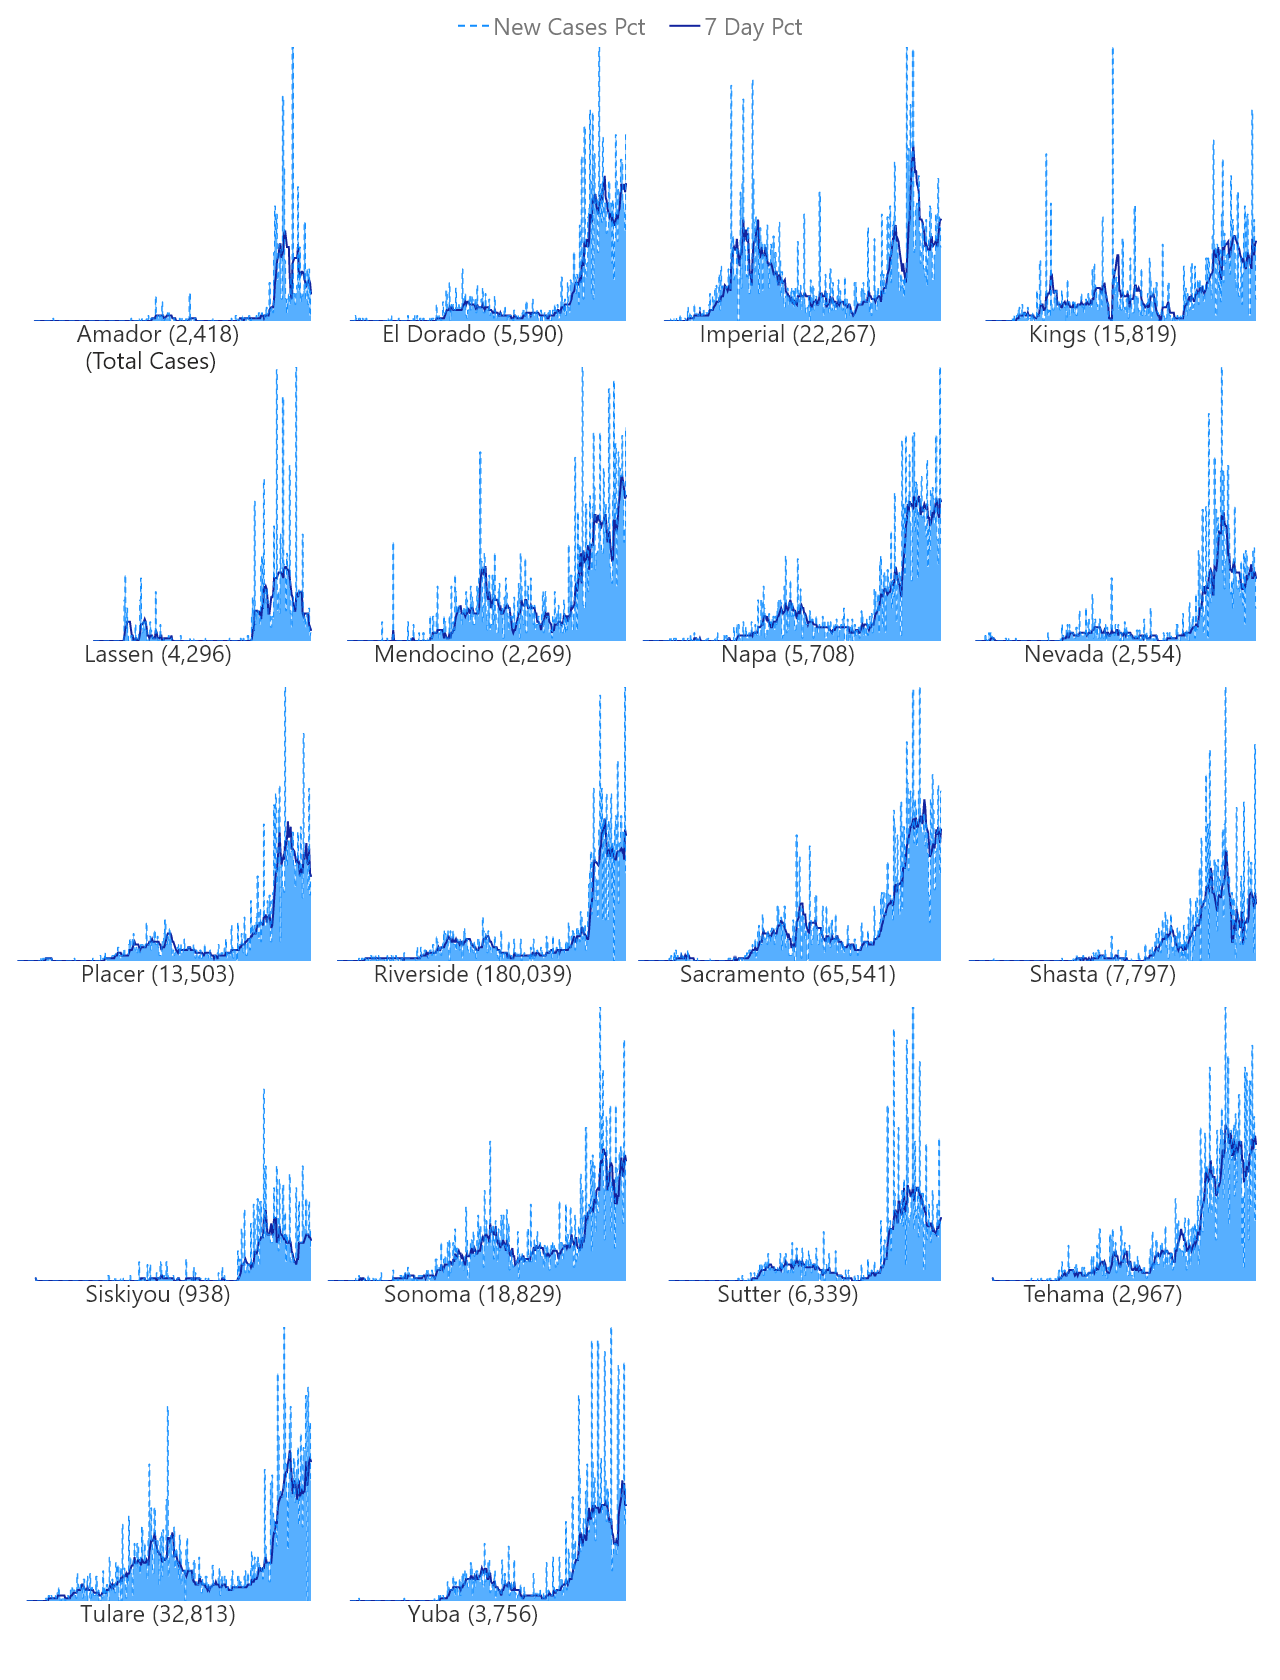 New Cases Pct 7 Day Pct
Amador (2,418)
(Total Cases)
El Dorado (5,590)
Imperial (22,267)
Kings (15,819)
Lassen (4,296)
Mendocino (2,269)
Napa (5,708)
Nevada (2,554)
Placer (13,503)
Riverside (180,039)
Sacramento (65,541)
Shasta (7,797)
Siskiyou (938)
Sonoma (18,829)
Sutter (6,339)
Tehama (2,967)
Tulare (32,813)
Yuba (3,756)